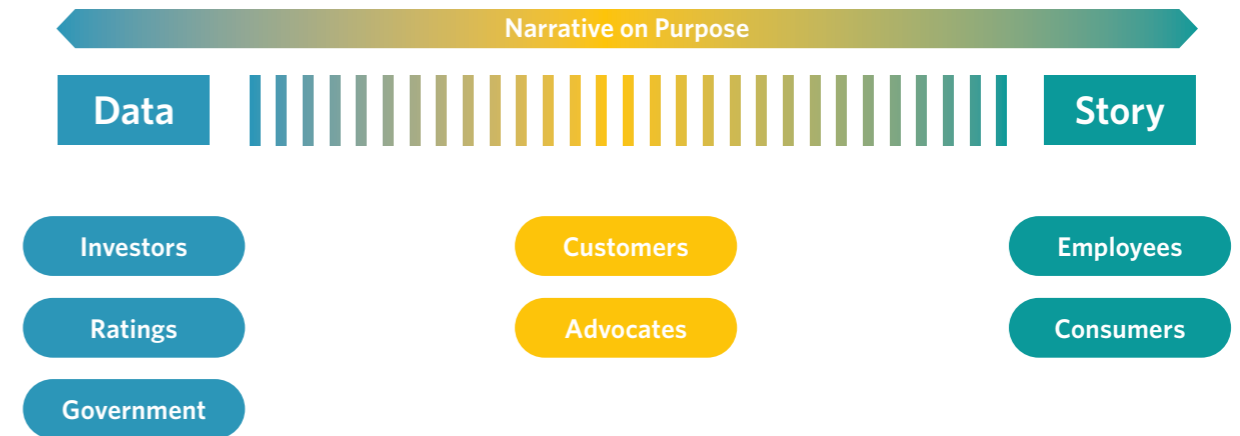 Narrative on Purpose
Data
Story
Investors
Customers
Employees
Ratings
Advocates
Consumers
Government